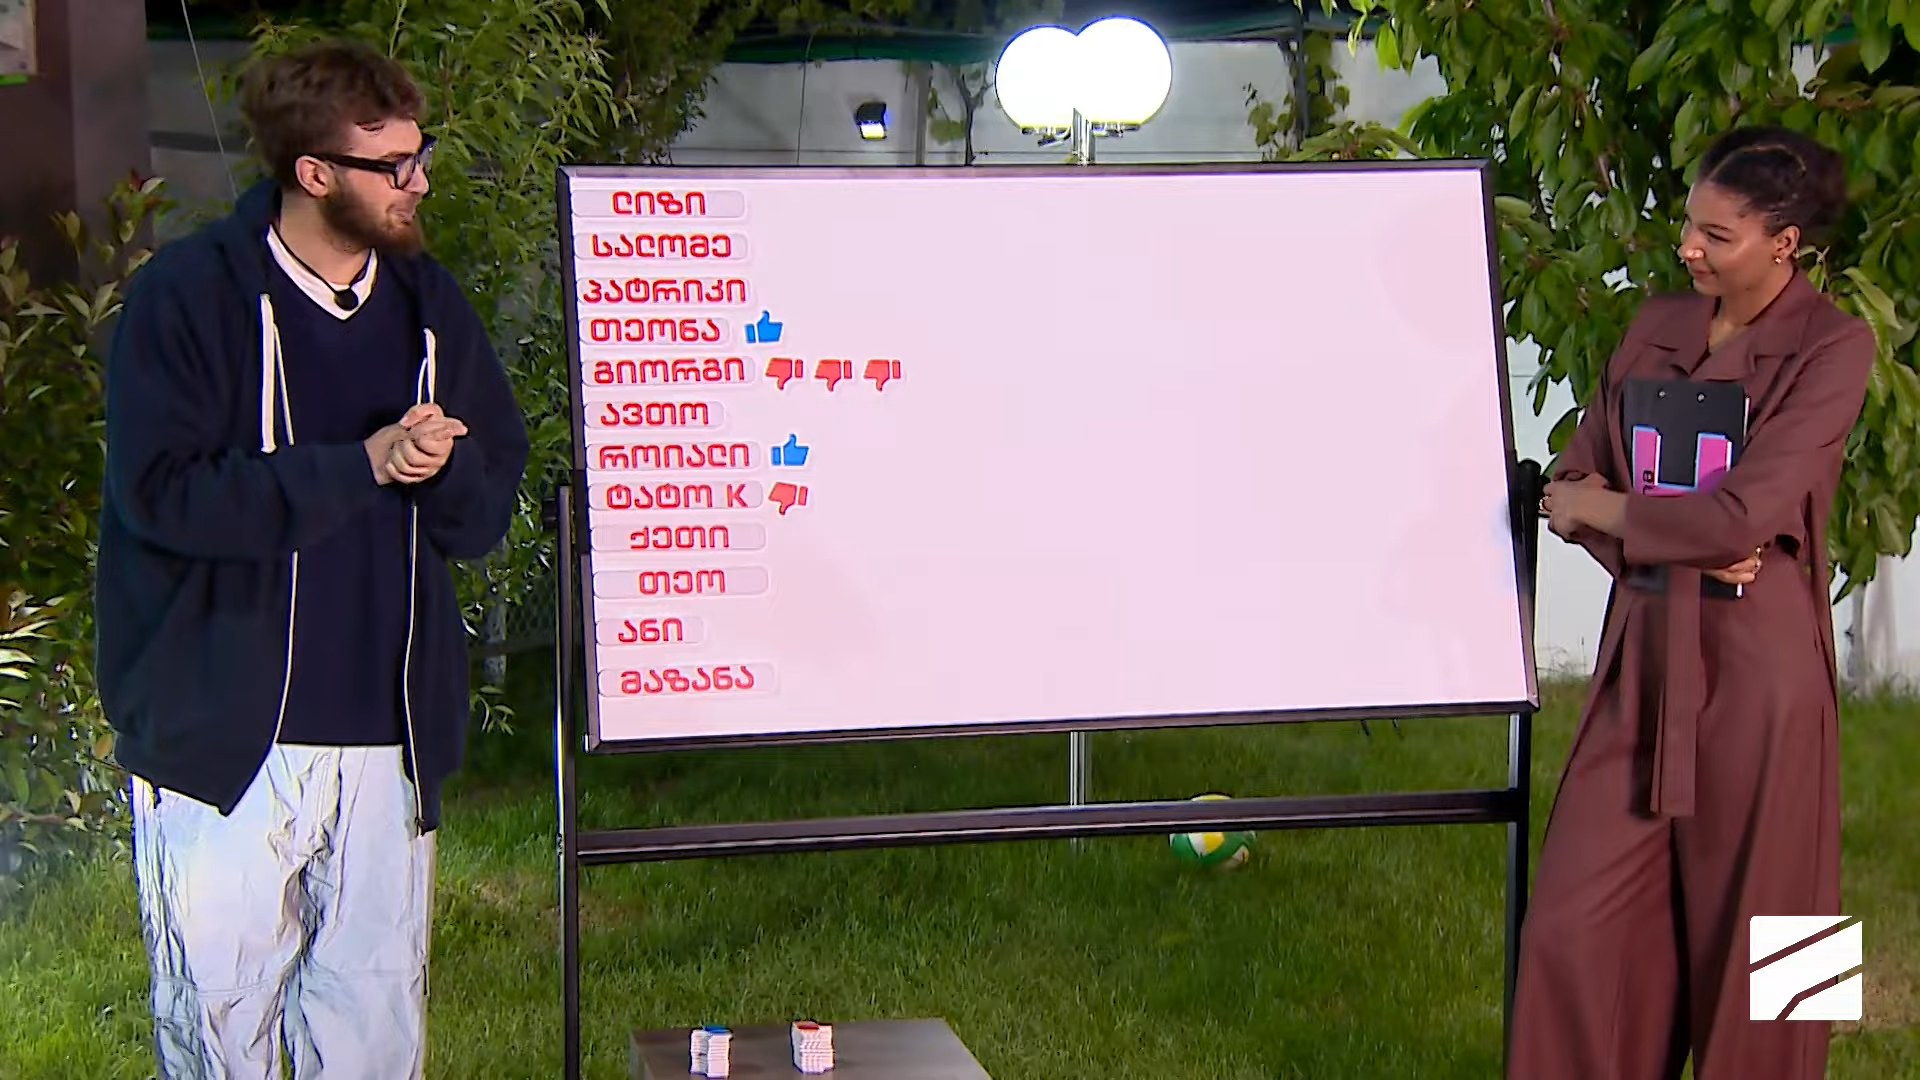 ლიზი
სალომე
პატრიკი
თეონა
გიორგი
ავთო
როიალი
ტატო K
ქეთი
თეო
ანი
მაზანა